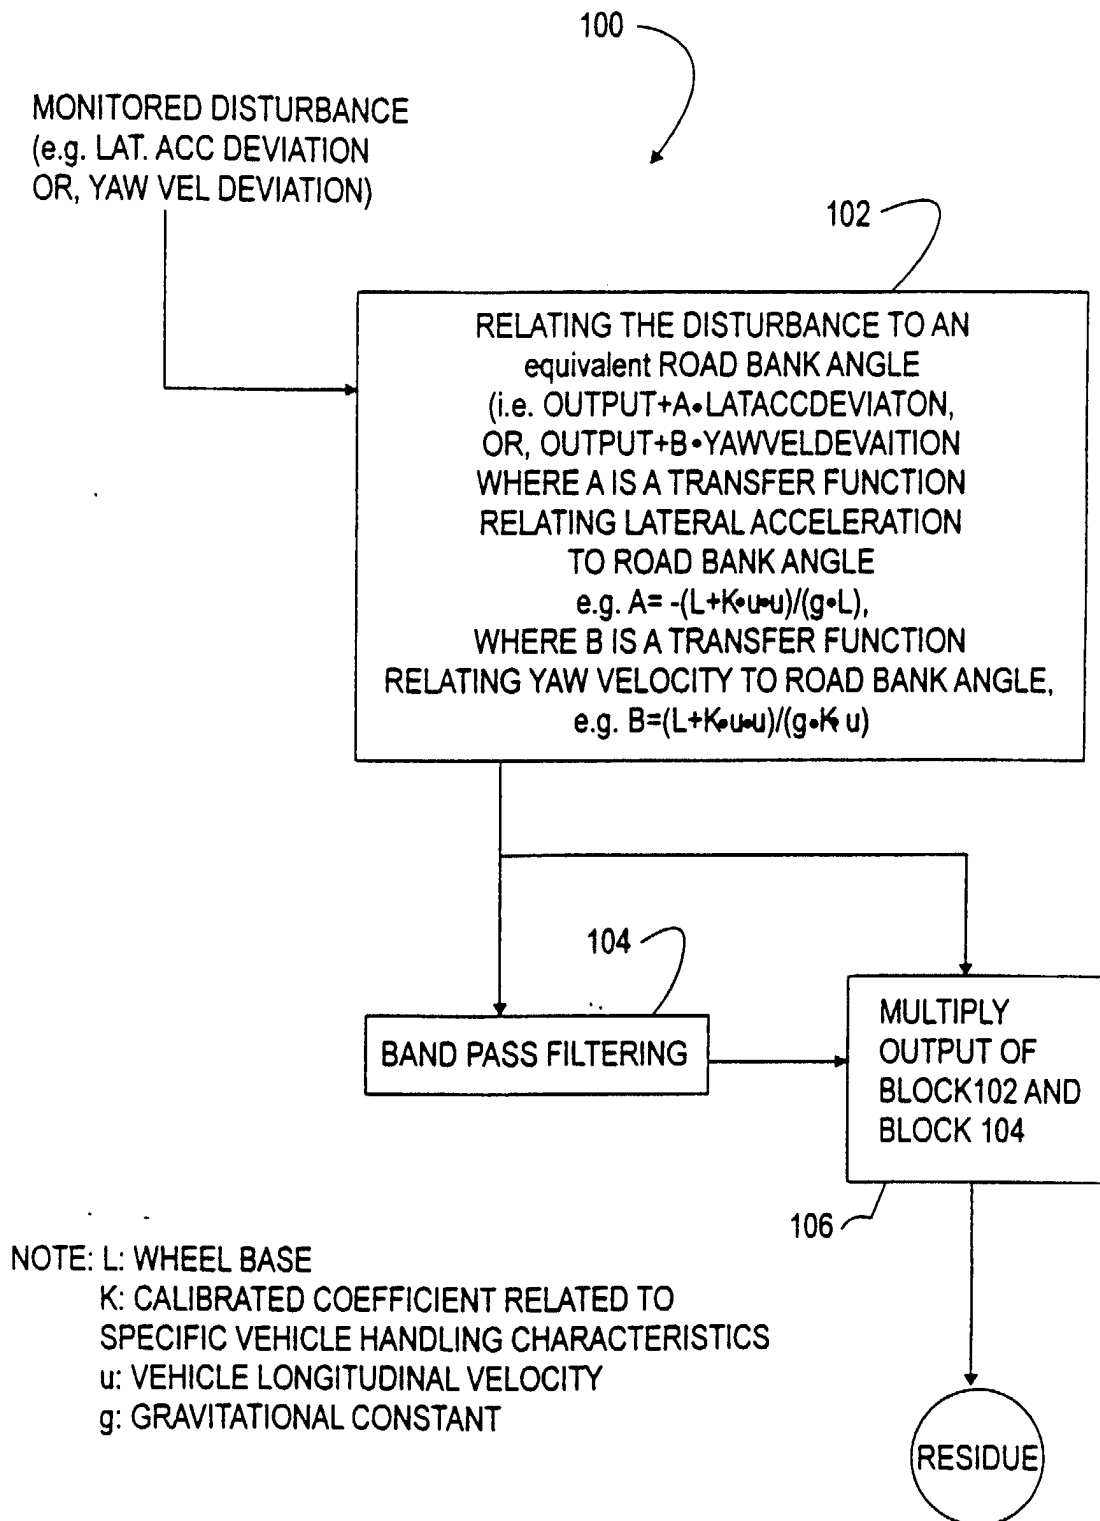 100
MONITORED DISTURBANCE
(e.g. LAT. ACC DEVIATION
OR, YAW VEL DEVIATION)
102
RELATING THE DISTURBANCE TO AN
equivalent ROAD BANK ANGLE
(i.e. OUTPUT+A•LATACCDEVIATON,
OR, OUTPUT+B•YAWVELDEVAITION
WHERE A IS A TRANSFER FUNCTION
RELATING LATERAL ACCELERATION
TO ROAD BANK ANGLE
e.g. A= -(L+K•u•u)/(g•L),
WHERE B IS A TRANSFER FUNCTION
RELATING YAW VELOCITY TO ROAD BANK ANGLE,
e.g. B=(L+K•u•u)/(g•K•u)
104
BAND PASS FILTERING
MULTIPLY
OUTPUT OF
BLOCK102 AND
BLOCK 104
106
NOTE: L: WHEEL BASE
K: CALIBRATED COEFFICIENT RELATED TO
SPECIFIC VEHICLE HANDLING CHARACTERISTICS
u: VEHICLE LONGITUDINAL VELOCITY
g: GRAVITATIONAL CONSTANT
RESIDUE